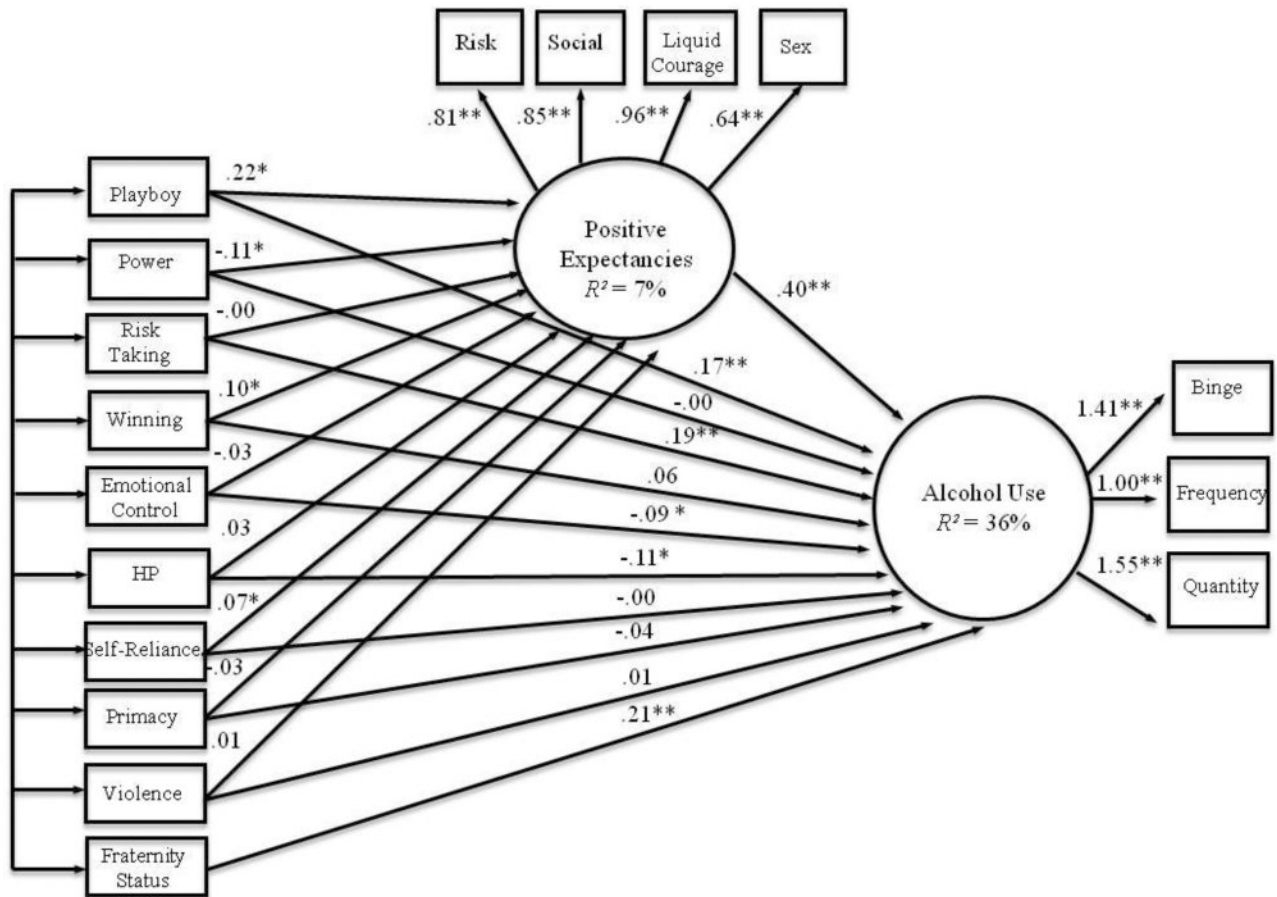 Risk
Social
Liquid
Courage
Sex
.81**
.85**
.96**
.64**
Playboy
Power
Risk
Taking
Winning
Emotional
Control
HP
Self-Reliance
Primacy
Violence
Fraternity
Status
.22*
-.11*
-.00
.10*
-.03
.03
.07*
-.03
.01
Positive
Expectancies
R² = 7%
.40**
.17**
-.00
.19**
.06
-.09 *
-.11*
-.00
-.04
.01
.21**
Alcohol Use
R² = 36%
1.41**
1.00**
1.55**
Binge
Frequency
Quantity